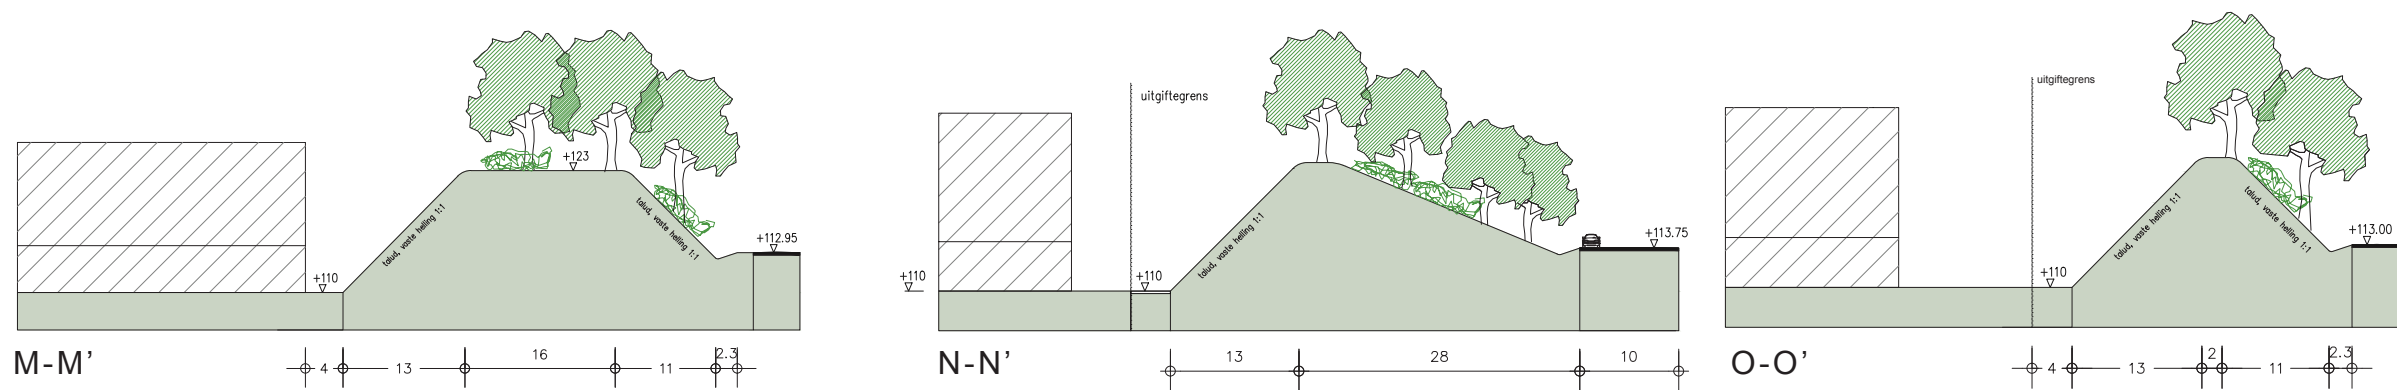 +123
talud, vaste helling 1:1
talud, vaste helling 1:1
+112.95
+110
M-M’
4
13
16
11
2.3
uitgiftegrens
talud, vaste helling 1:1
+113.75
+110
+110
N-N’
13
28
10
uitgiftegrens
talud, vaste helling 1:1
talud, vaste helling 1:1
+113.00
+110
O-O’
4
13
2
11
2.3